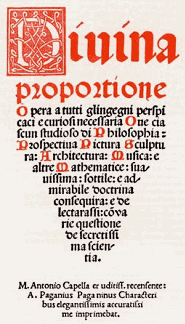 Diuina
proportione
Opera a tutti glingegni perspi
caci e curiosi necessaria Oue cia
scun studioso di Philosophia:
Prospectiua Pictura Sculptu
ra: Architectura: Musica: e
altre Mathematice: sua
uissima: sottile: e ad
mirabile doctrina
consequira: e de
lectarassi: cõva
rie questione
de secretissi
ma scien
tia.
M. Antonio Capella eruditiss. recensente:
A. Paganius Paganinus Characteri
bus elegantissimis accuratissi
me imprimebat.